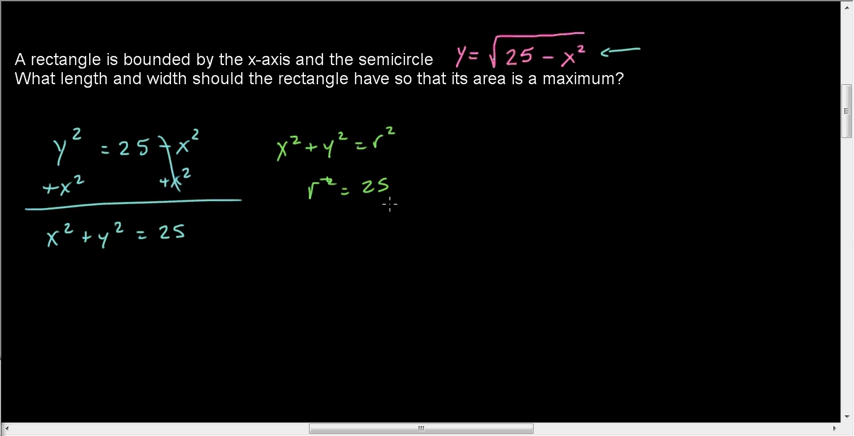 A rectangle is bounded by the x-axis and the semicircle y = √25 − x²
What length and width should the rectangle have so that its area is a maximum?
y² = 25 − x²
+x² +x²
x² + y² = 25
x² + y² = r²
r² = 25